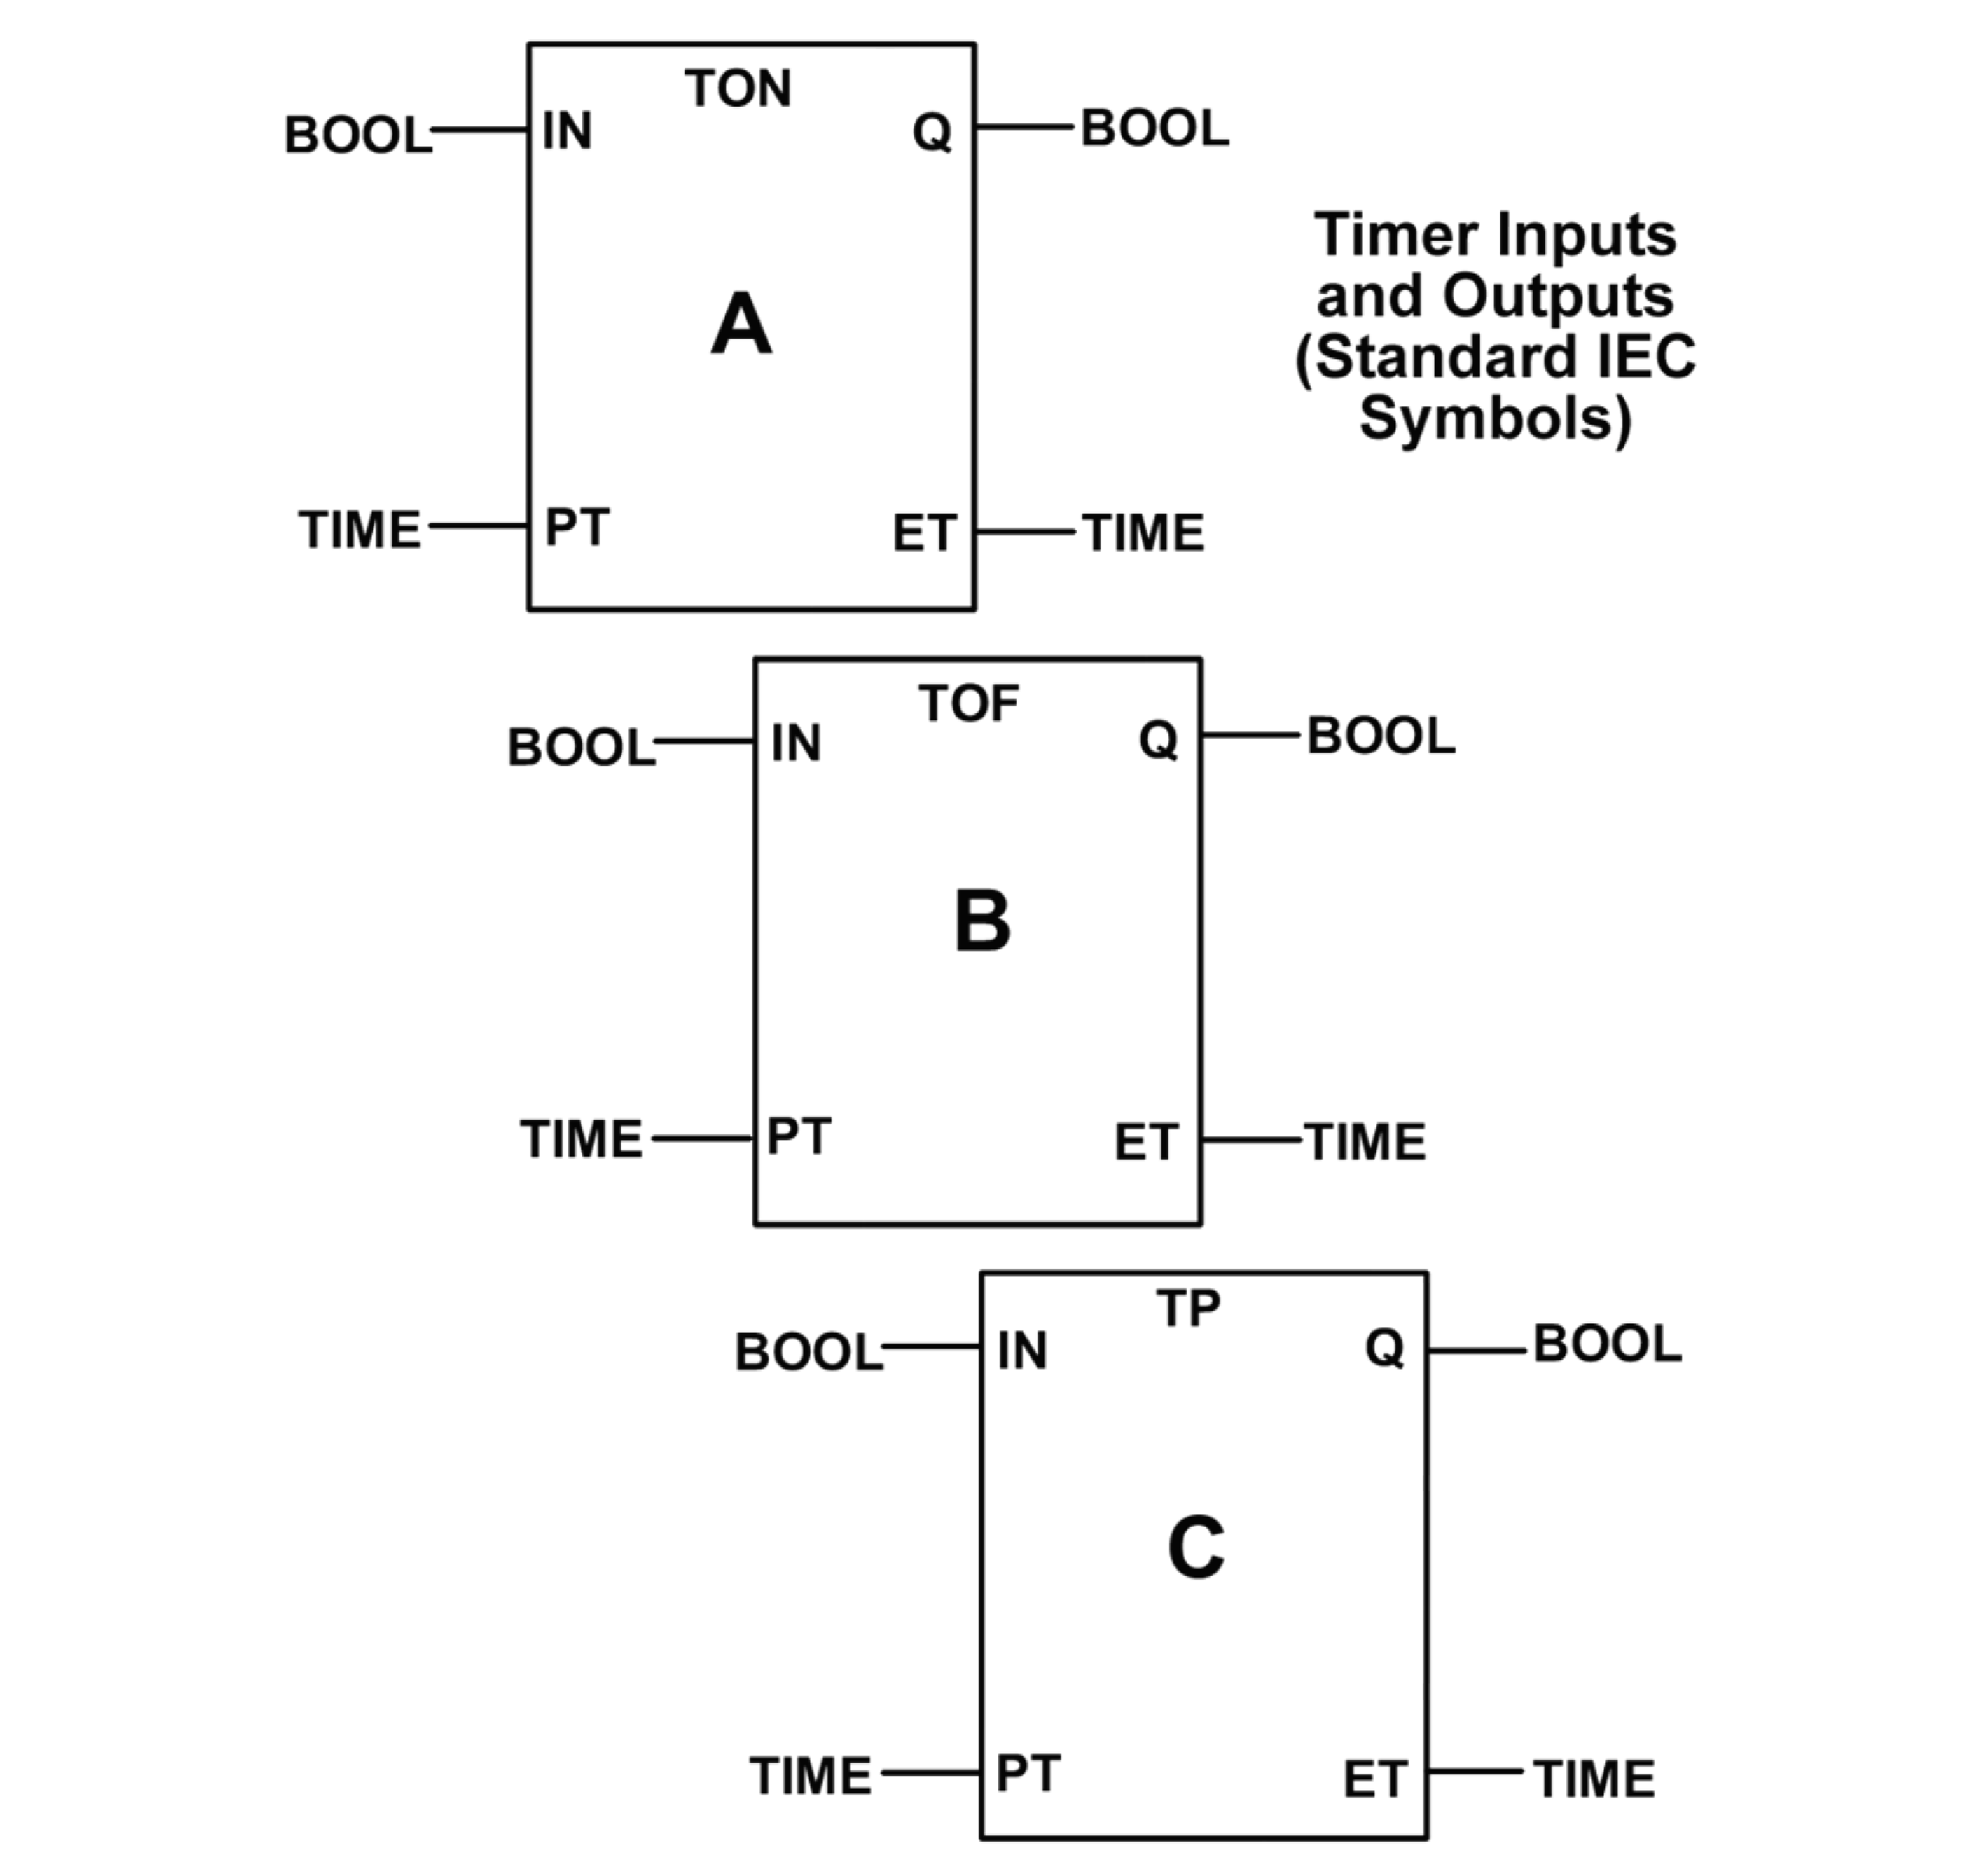 TON
BOOL IN Q BOOL
Timer Inputs
and Outputs
(Standard IEC
Symbols)
A
TIME PT ET TIME
TOF
BOOL IN Q BOOL
B
TIME PT ET TIME
TP
BOOL IN Q BOOL
C
TIME PT ET TIME